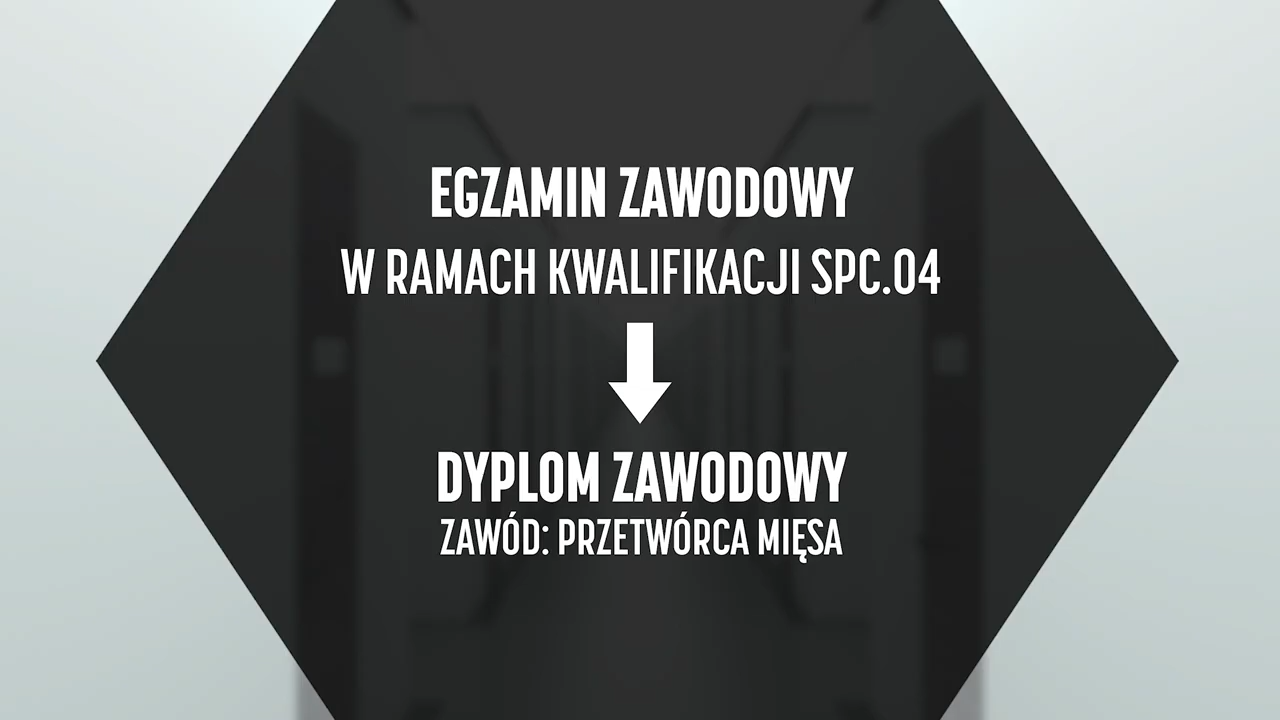 EGZAMIN ZAWODOWY
W RAMACH KWALIFIKACJI SPC.04
DYPLOM ZAWODOWY
ZAWÓD: PRZETWÓRCA MIĘSA